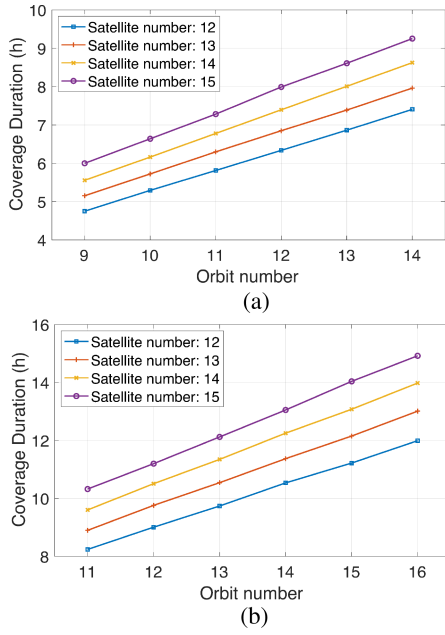 10
9
8
7
6
5
4
Coverage Duration (h)
Satellite number: 12
Satellite number: 13
Satellite number: 14
Satellite number: 15
9 10 11 12 13 14
Orbit number
(a)
16
14
12
10
8
Coverage Duration (h)
Satellite number: 12
Satellite number: 13
Satellite number: 14
Satellite number: 15
11 12 13 14 15 16
Orbit number
(b)